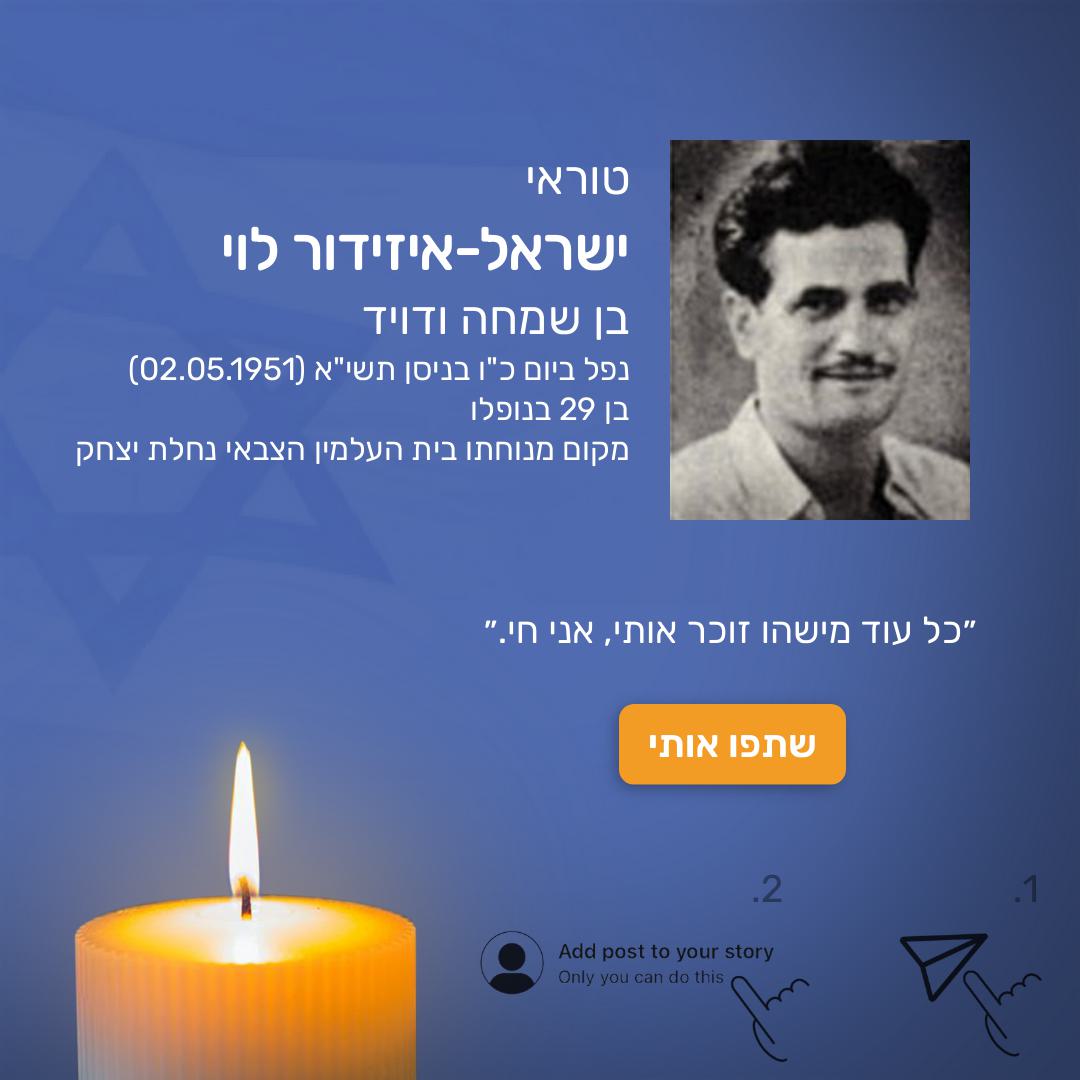 טוראי
ישראל-איזידור לוי
בן שמחה ודויד
נפל ביום כ"ו בניסן תשי"א (02.05.1951)
בן 29 בנופלו
מקום מנוחתו בית העלמין הצבאי נחלת יצחק
״כל עוד מישהו זוכר אותי, אני חי.״
שתפו אותי
1.
2.
Add post to your story
Only you can do this